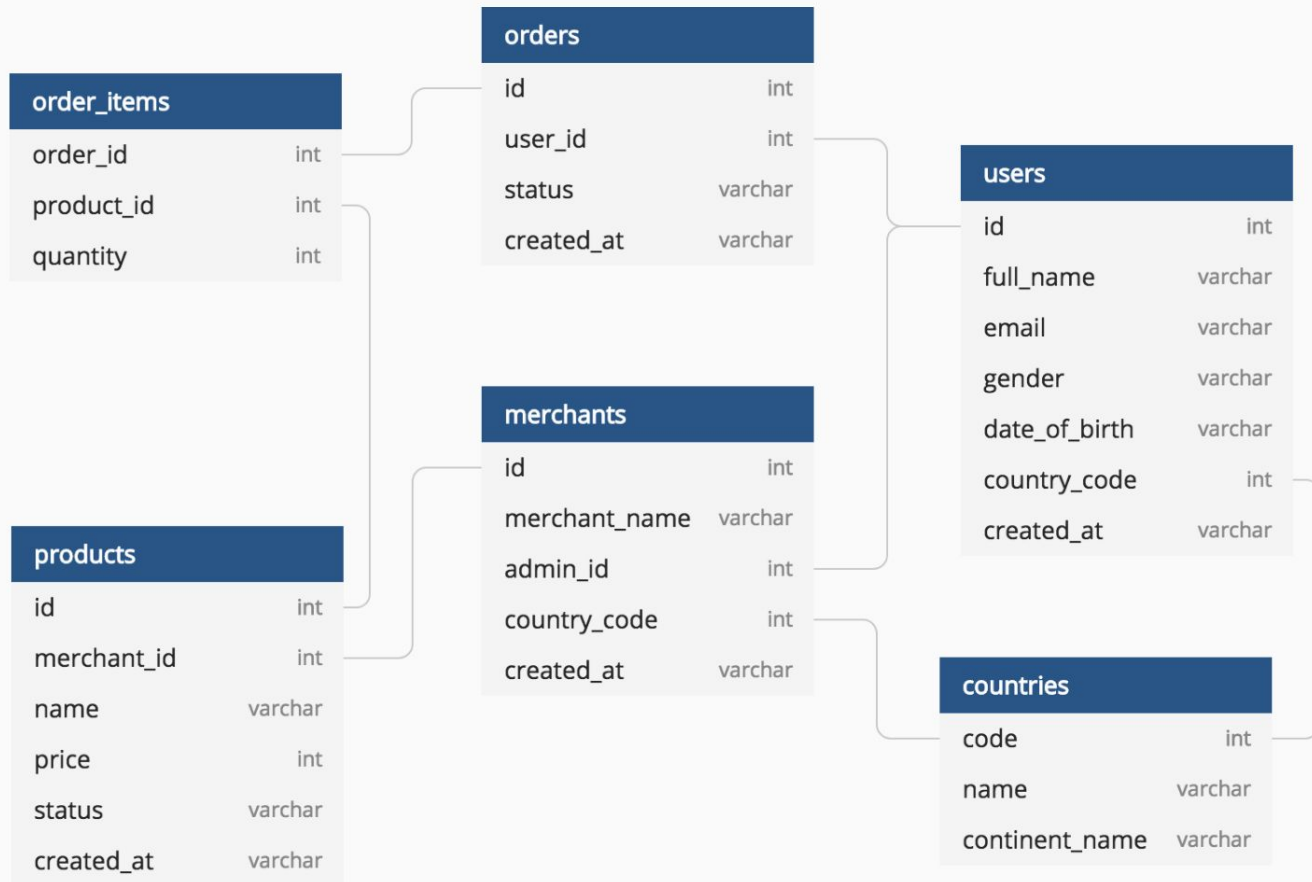 order_items
order_id int
product_id int
quantity int
orders
id int
user_id int
status varchar
created_at varchar
users
id int
full_name varchar
email varchar
gender varchar
date_of_birth varchar
country_code int
created_at varchar
merchants
id int
merchant_name varchar
admin_id int
country_code int
created_at varchar
products
id int
merchant_id int
name varchar
price int
status varchar
created_at varchar
countries
code int
name varchar
continent_name varchar